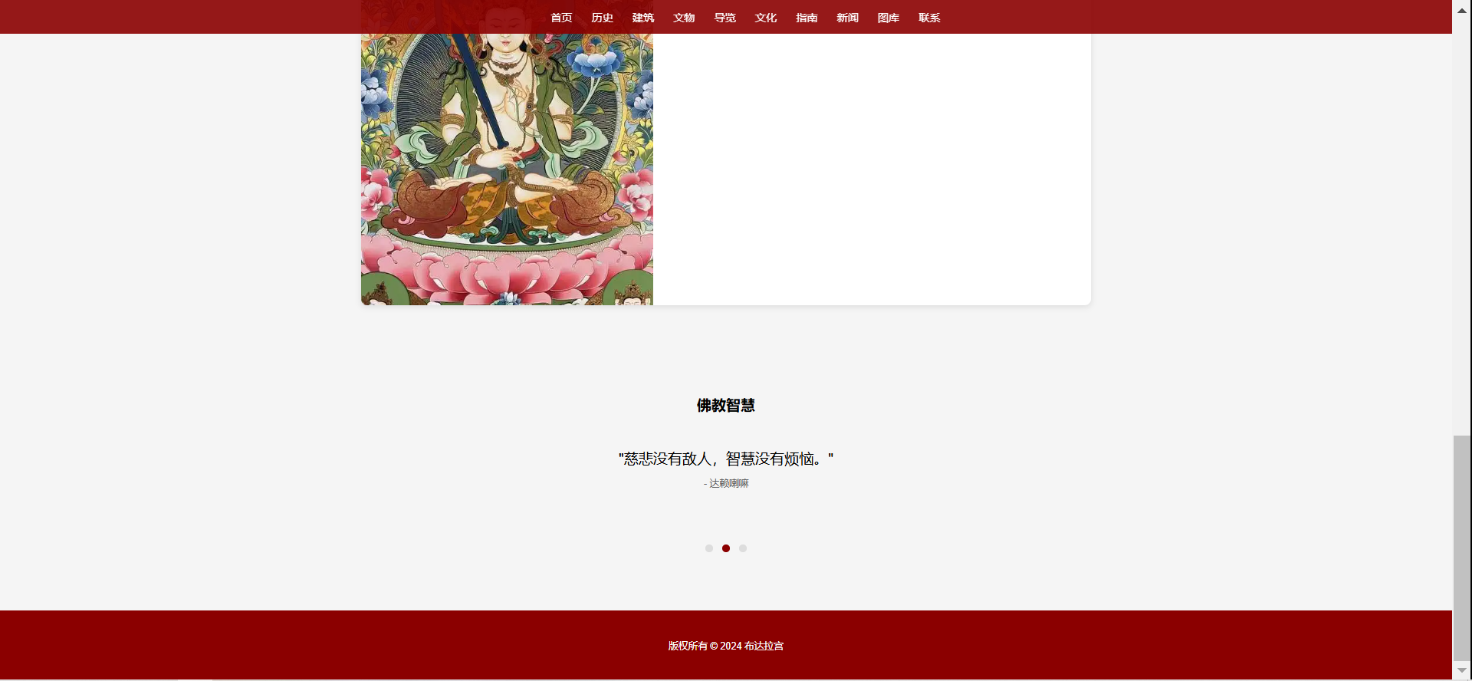 首页 历史 建筑 文物 导览 文化 指南 新闻 图库 联系
佛教智慧
"慈悲没有敌人，智慧没有烦恼。"
- 达赖喇嘛
版权所有 © 2024 布达拉宫